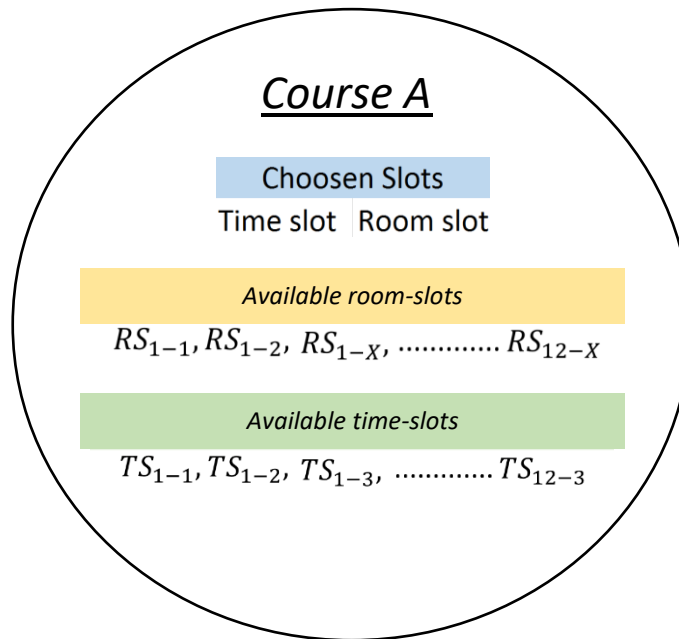 Course A
Choosen Slots
Time slot Room slot
Available room-slots
RS₁₋₁, RS₁₋₂, RS₁₋X, ............. RS₁₂₋X
Available time-slots
TS₁₋₁, TS₁₋₂, TS₁₋₃, ............. TS₁₂₋₃